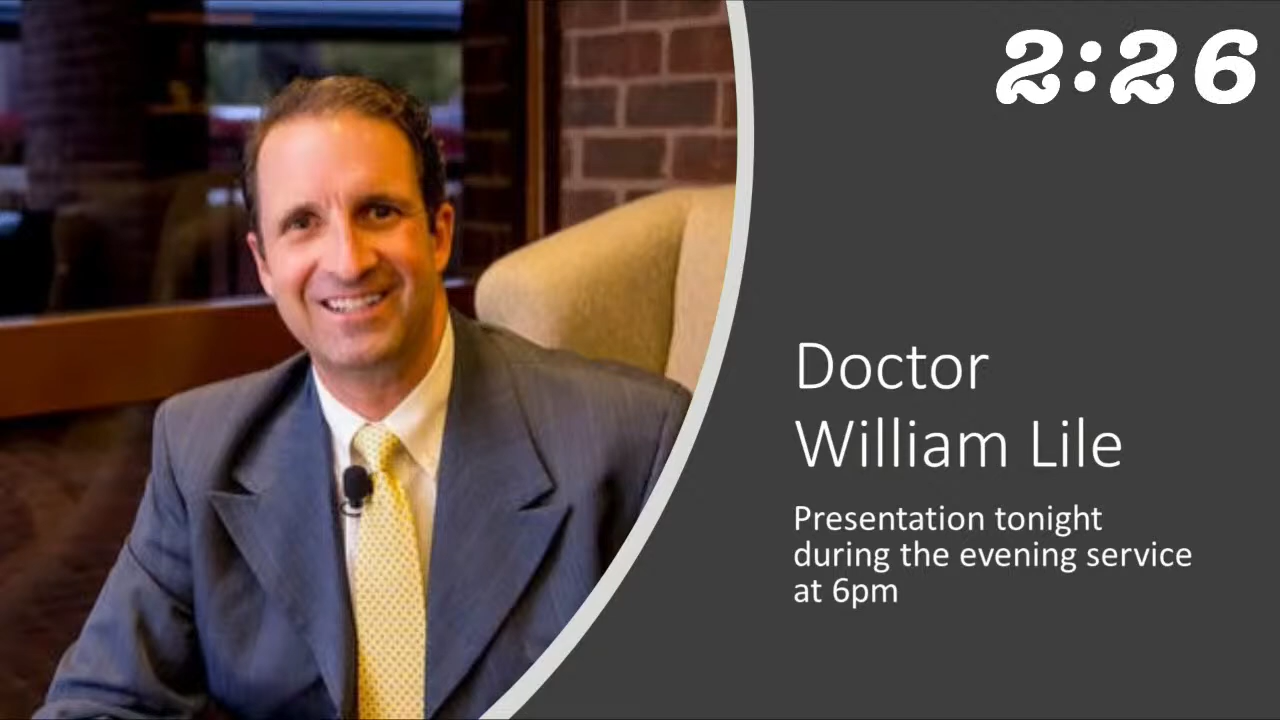 2:26
Doctor
William Lile
Presentation tonight
during the evening service
at 6pm